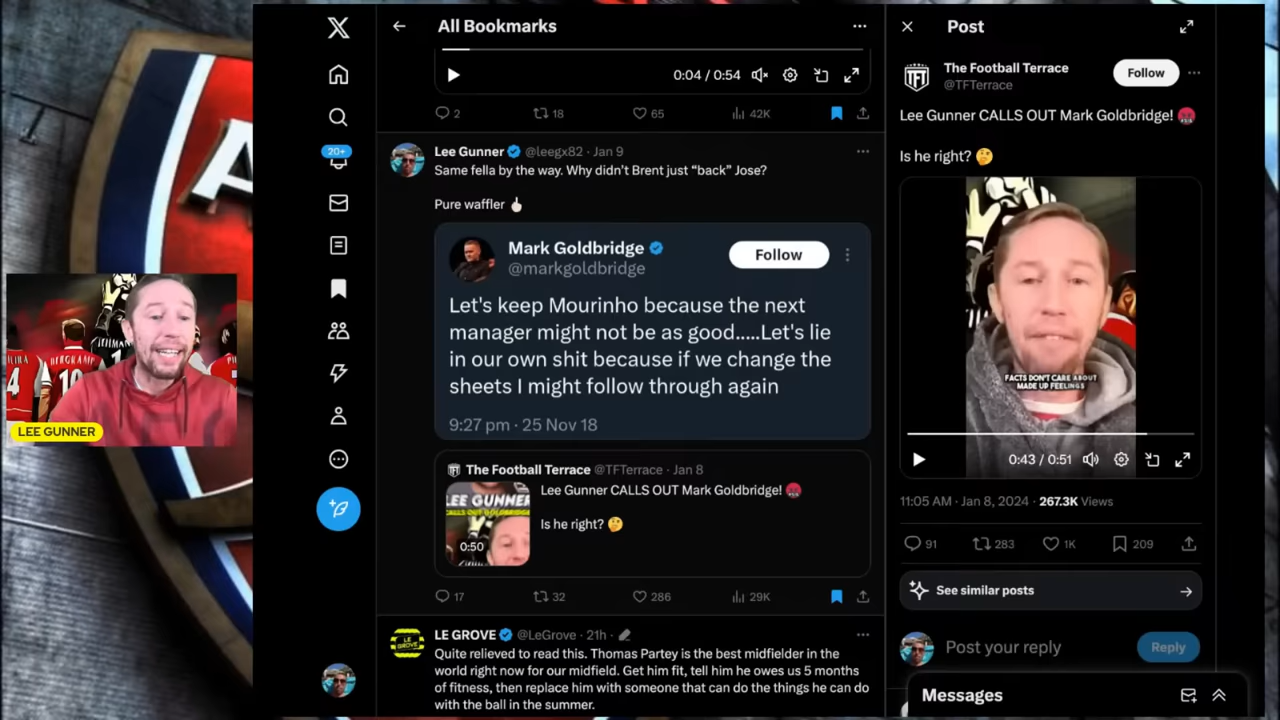 All Bookmarks
0:04 / 0:54
2
18
65
42K
20+
Lee Gunner @leegx82 · Jan 9
Same fella by the way. Why didn't Brent just “back” Jose?
Pure waffler
Mark Goldbridge
@markgoldbridge
Follow
Let's keep Mourinho because the next
manager might not be as good.....Let's lie
in our own shit because if we change the
sheets I might follow through again
9:27 pm · 25 Nov 18
The Football Terrace @TFTerrace · Jan 8
Lee Gunner CALLS OUT Mark Goldbridge!
Is he right?
LEE GUNNER
CALLS OUT GOLDBRIDGE
0:50
17
32
286
29K
LE GROVE @LeGrove · 21h ·
Quite relieved to read this. Thomas Partey is the best midfielder in the
world right now for our midfield. Get him fit, tell him he owes us 5 months
of fitness, then replace him with someone that can do the things he can do
with the ball in the summer.
Post
TFT
The Football Terrace
@TFTerrace
Follow
Lee Gunner CALLS OUT Mark Goldbridge!
Is he right?
FACTS DON'T CARE ABOUT
MADE UP FEELINGS
0:43 / 0:51
11:05 AM · Jan 8, 2024 · 267.3K Views
91
283
1K
209
See similar posts
Post your reply
Reply
Messages
BERGKAMP
4
10
LEE GUNNER